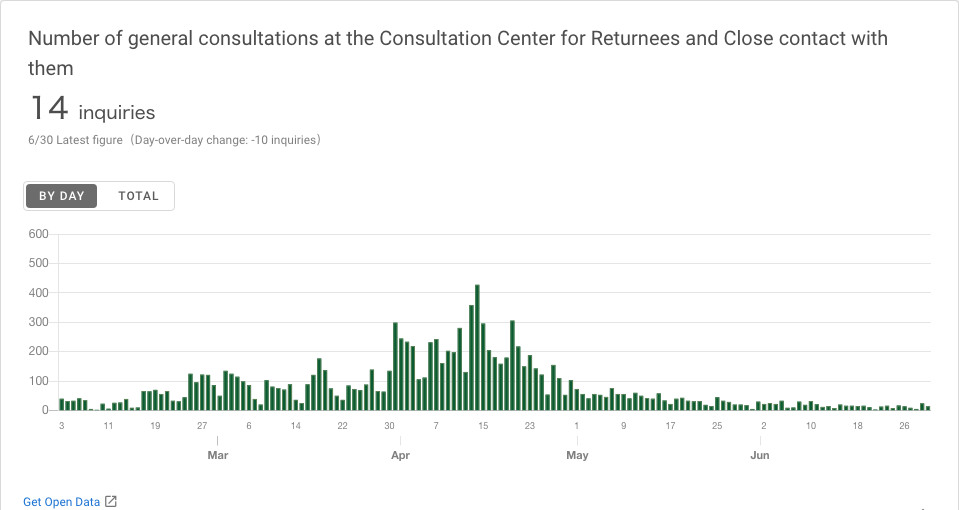 Number of general consultations at the Consultation Center for Returnees and Close contact with
them
14 inquiries
6/30 Latest figure（Day-over-day change: -10 inquiries）
BY DAY TOTAL
600
500
400
300
200
100
0
3 11 19 27 6 14 22 30 7 15 23 1 9 17 25 2 10 18 26
Mar Apr May Jun
Get Open Data